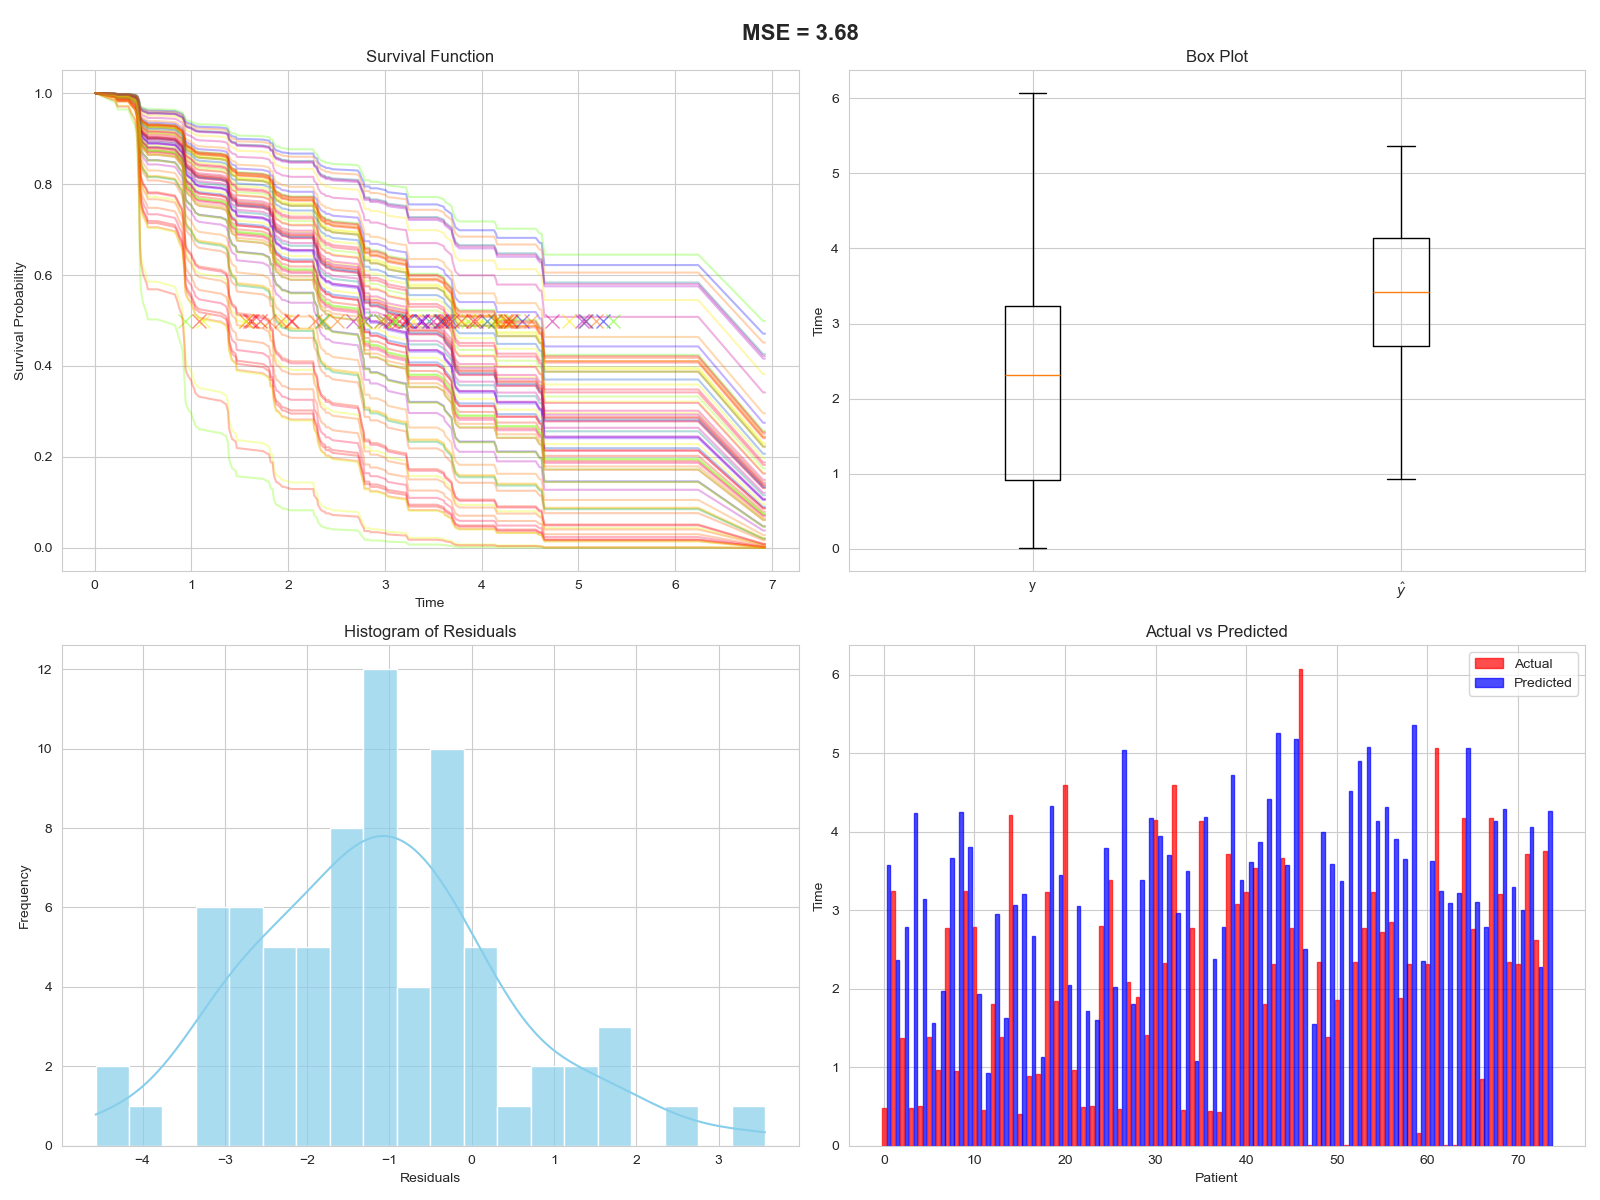 MSE = 3.68
Survival Function
Survival Probability
1.0
0.8
0.6
0.4
0.2
0.0
0 1 2 3 4 5 6 7
Time
Box Plot
Time
6
5
4
3
2
1
0
y ŷ
Histogram of Residuals
Frequency
12
10
8
6
4
2
0
−4 −3 −2 −1 0 1 2 3
Residuals
Actual vs Predicted
Actual
Predicted
Time
6
5
4
3
2
1
0
0 10 20 30 40 50 60 70
Patient